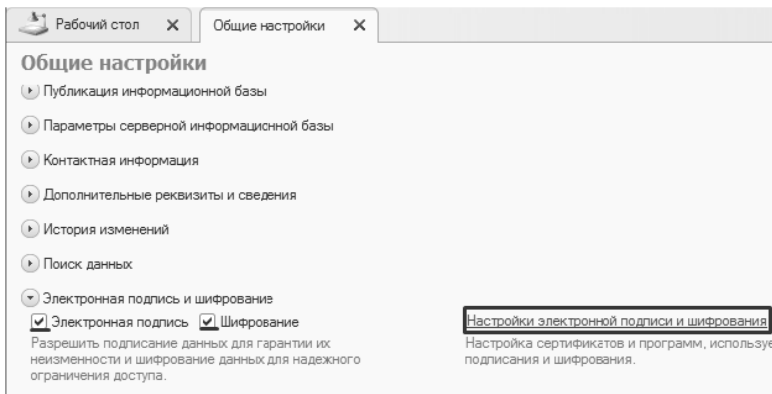 Рабочий стол
Общие настройки
Общие настройки
Публикация информационной базы
Параметры серверной информационной базы
Контактная информация
Дополнительные реквизиты и сведения
История изменений
Поиск данных
Электронная подпись и шифрование
Электронная подпись Шифрование
Настройки электронной подписи и шифрования
Разрешить подписание данных для гарантии их
неизменности и шифрование данных для надежного
ограничения доступа.
Настройка сертификатов и программ, используе
подписания и шифрования.